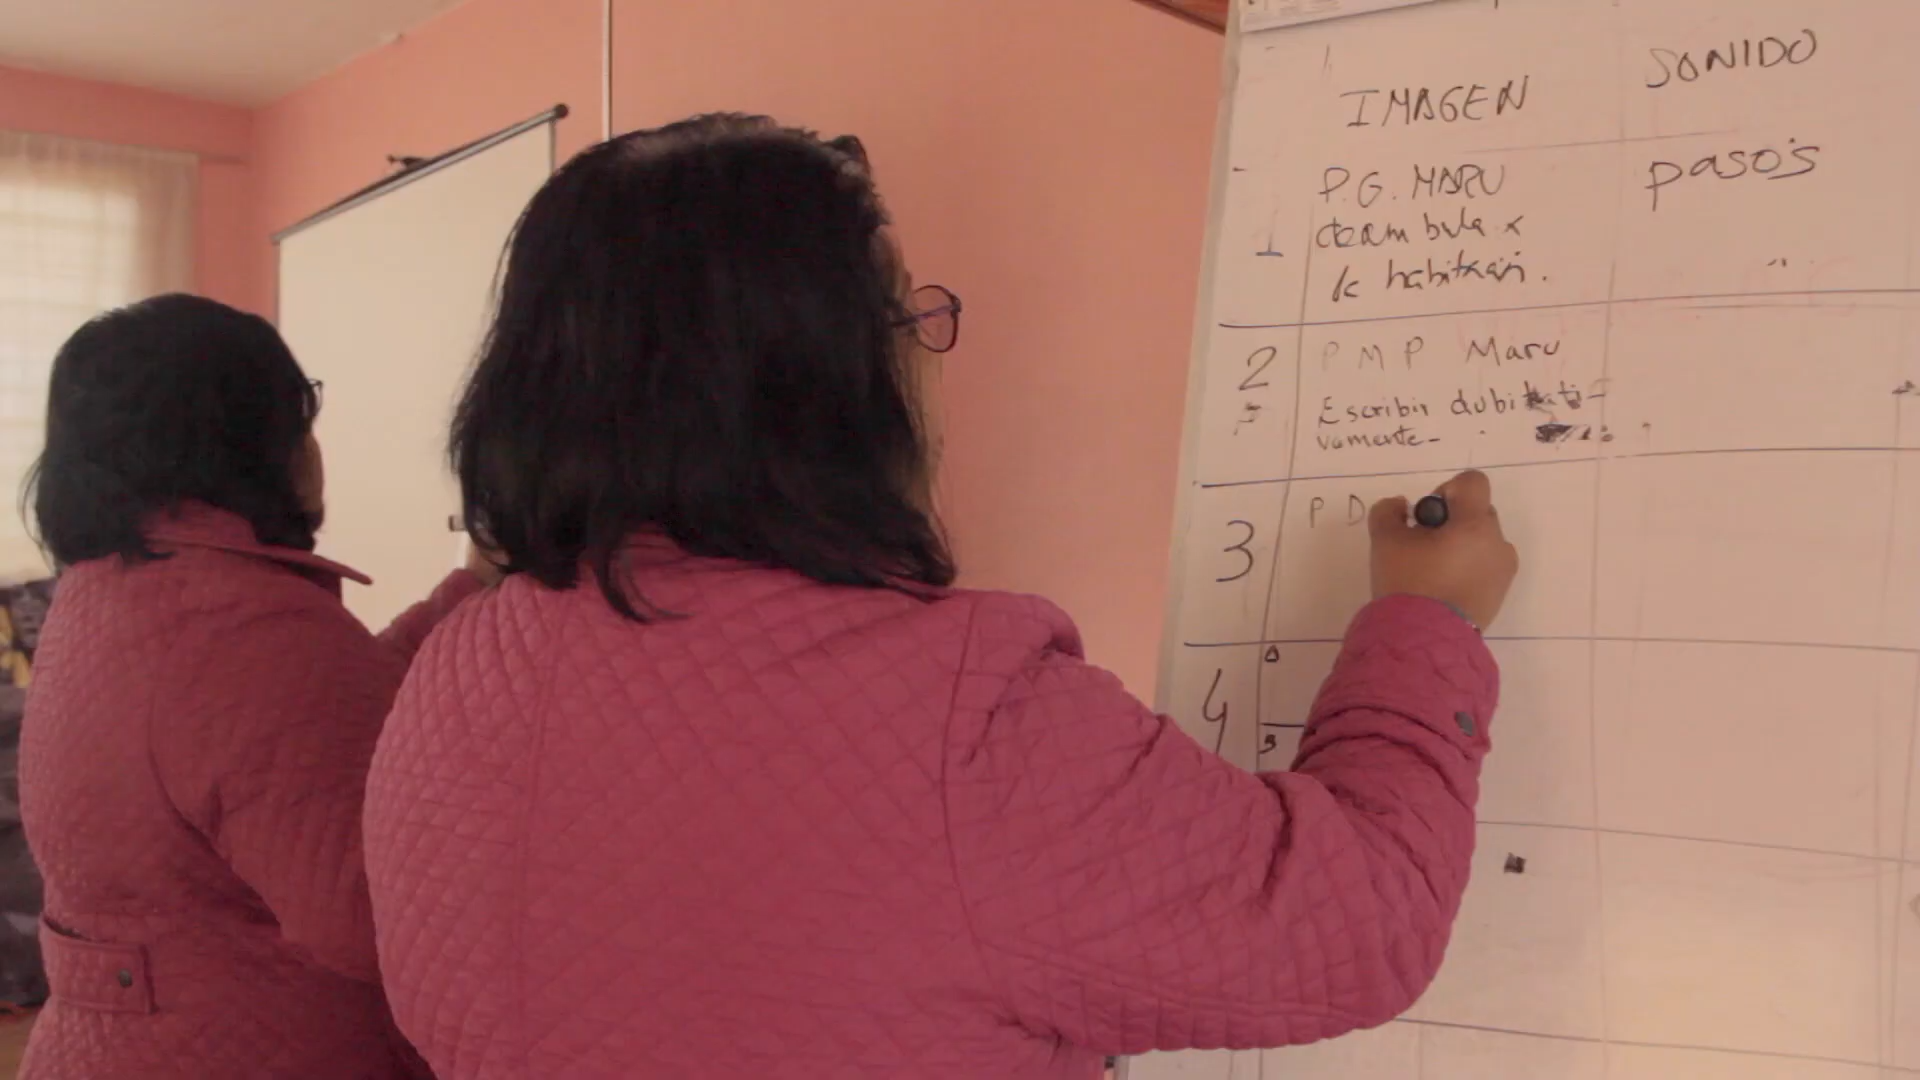 IMAGEN SONIDO
1 P.G. MARU pasos
deambula x
la habitación.
2 P M P Maru
Escribir dubitati-
vamente-
3 P D
4 A
B